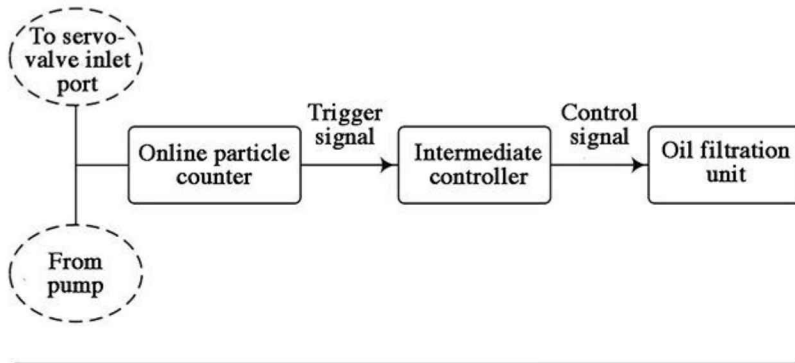 To servo-
valve inlet
port
Trigger
signal
Control
signal
Online particle
counter
Intermediate
controller
Oil filtration
unit
From
pump